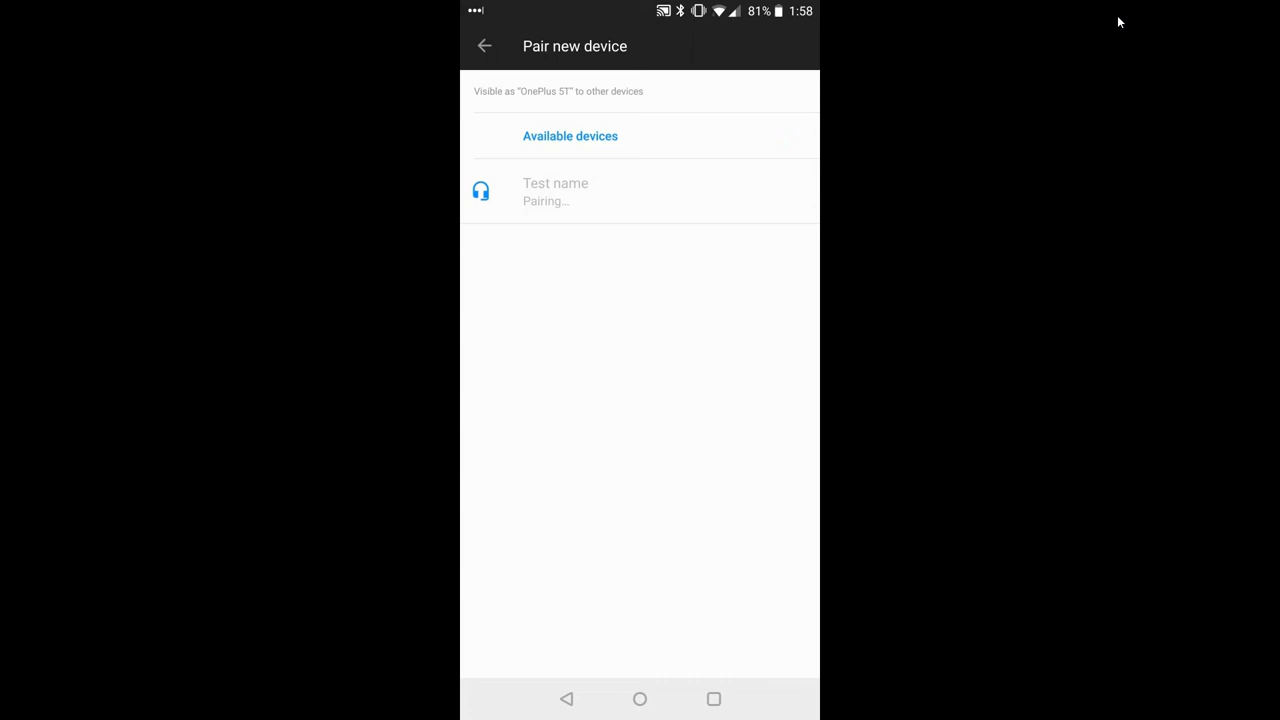 81% 1:58
Pair new device
Visible as "OnePlus 5T" to other devices
Available devices
Test name
Pairing…